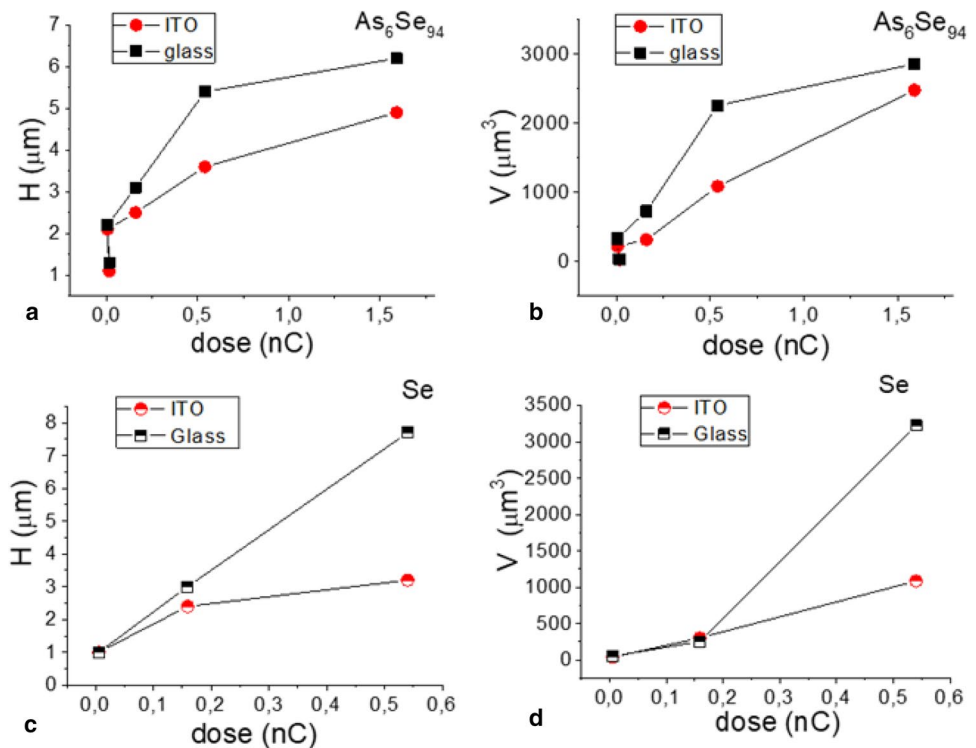 ITO
glass
As6Se94
H (μm)
7
6
5
4
3
2
1
0,0 0,5 1,0 1,5
dose (nC)
a
ITO
glass
As6Se94
V (μm3)
3000
2000
1000
0
0,0 0,5 1,0 1,5
dose (nC)
b
ITO
Glass
Se
H (μm)
8
7
6
5
4
3
2
1
0
0,0 0,1 0,2 0,3 0,4 0,5 0,6
dose (nC)
c
ITO
Glass
Se
V (μm3)
3500
3000
2500
2000
1500
1000
500
0
0,0 0,1 0,2 0,3 0,4 0,5 0,6
dose (nC)
d